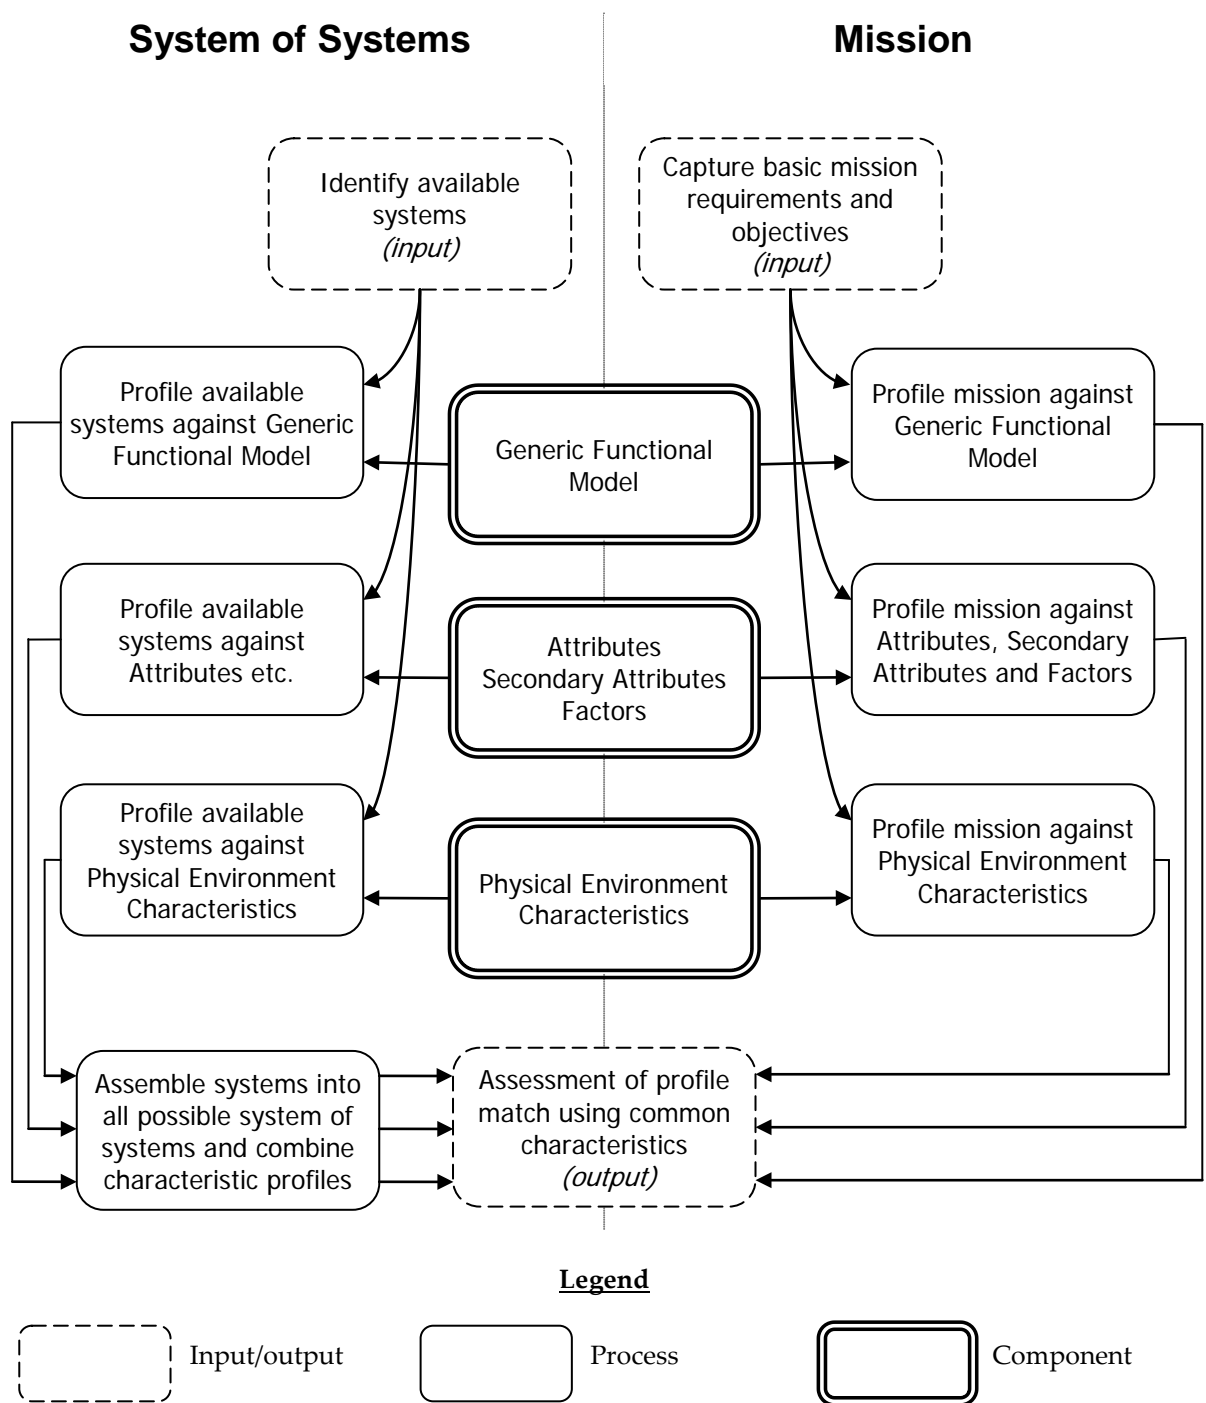 System of Systems
Mission
Identify available
systems
(input)
Capture basic mission
requirements and
objectives
(input)
Profile available
systems against Generic
Functional Model
Generic Functional
Model
Profile mission against
Generic Functional
Model
Profile available
systems against
Attributes etc.
Attributes
Secondary Attributes
Factors
Profile mission against
Attributes, Secondary
Attributes and Factors
Profile available
systems against
Physical Environment
Characteristics
Physical Environment
Characteristics
Profile mission against
Physical Environment
Characteristics
Assemble systems into
all possible system of
systems and combine
characteristic profiles
Assessment of profile
match using common
characteristics
(output)
Legend
Input/output
Process
Component